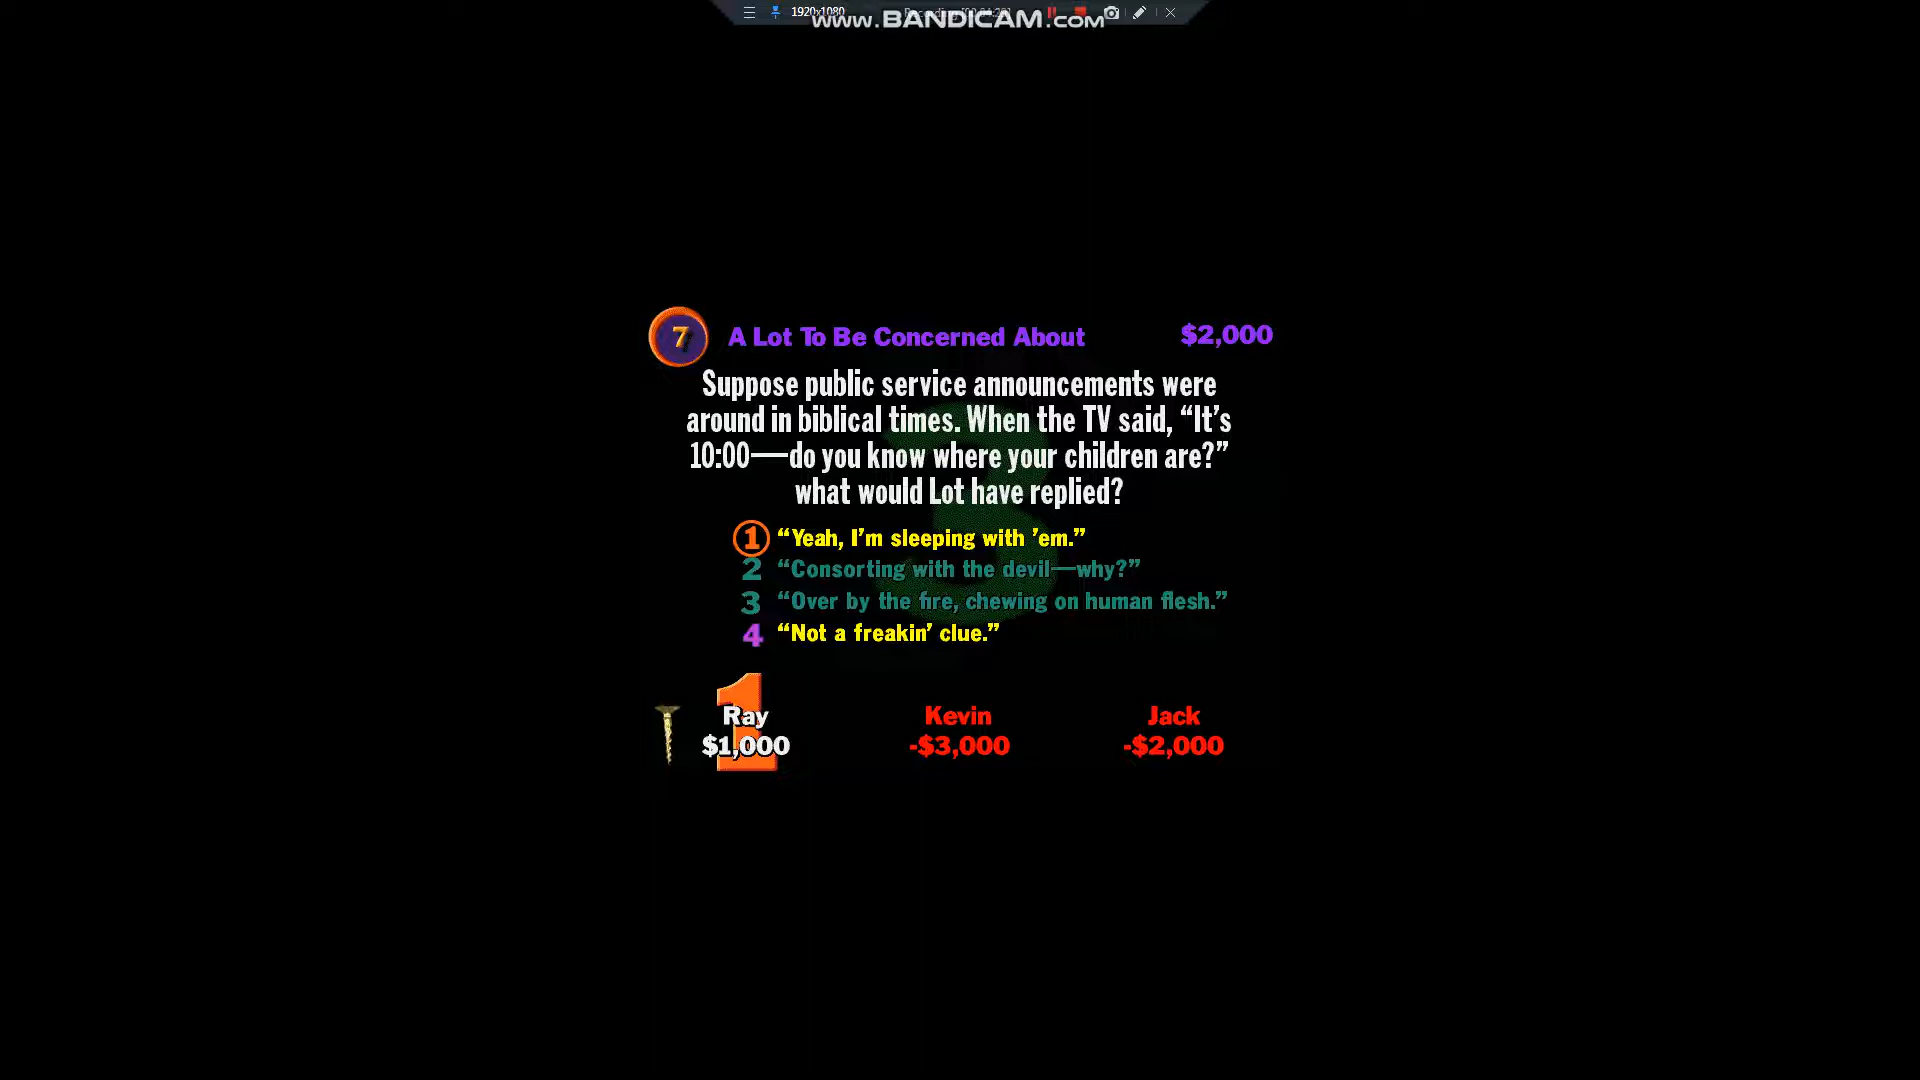 1920x1080
www.BANDICAM.com
7 A Lot To Be Concerned About $2,000
Suppose public service announcements were
around in biblical times. When the TV said, “It’s
10:00—do you know where your children are?”
what would Lot have replied?
1 “Yeah, I’m sleeping with ’em.”
2 “Consorting with the devil—why?”
3 “Over by the fire, chewing on human flesh.”
4 “Not a freakin’ clue.”
3
1
Ray Kevin Jack
$1,000 -$3,000 -$2,000